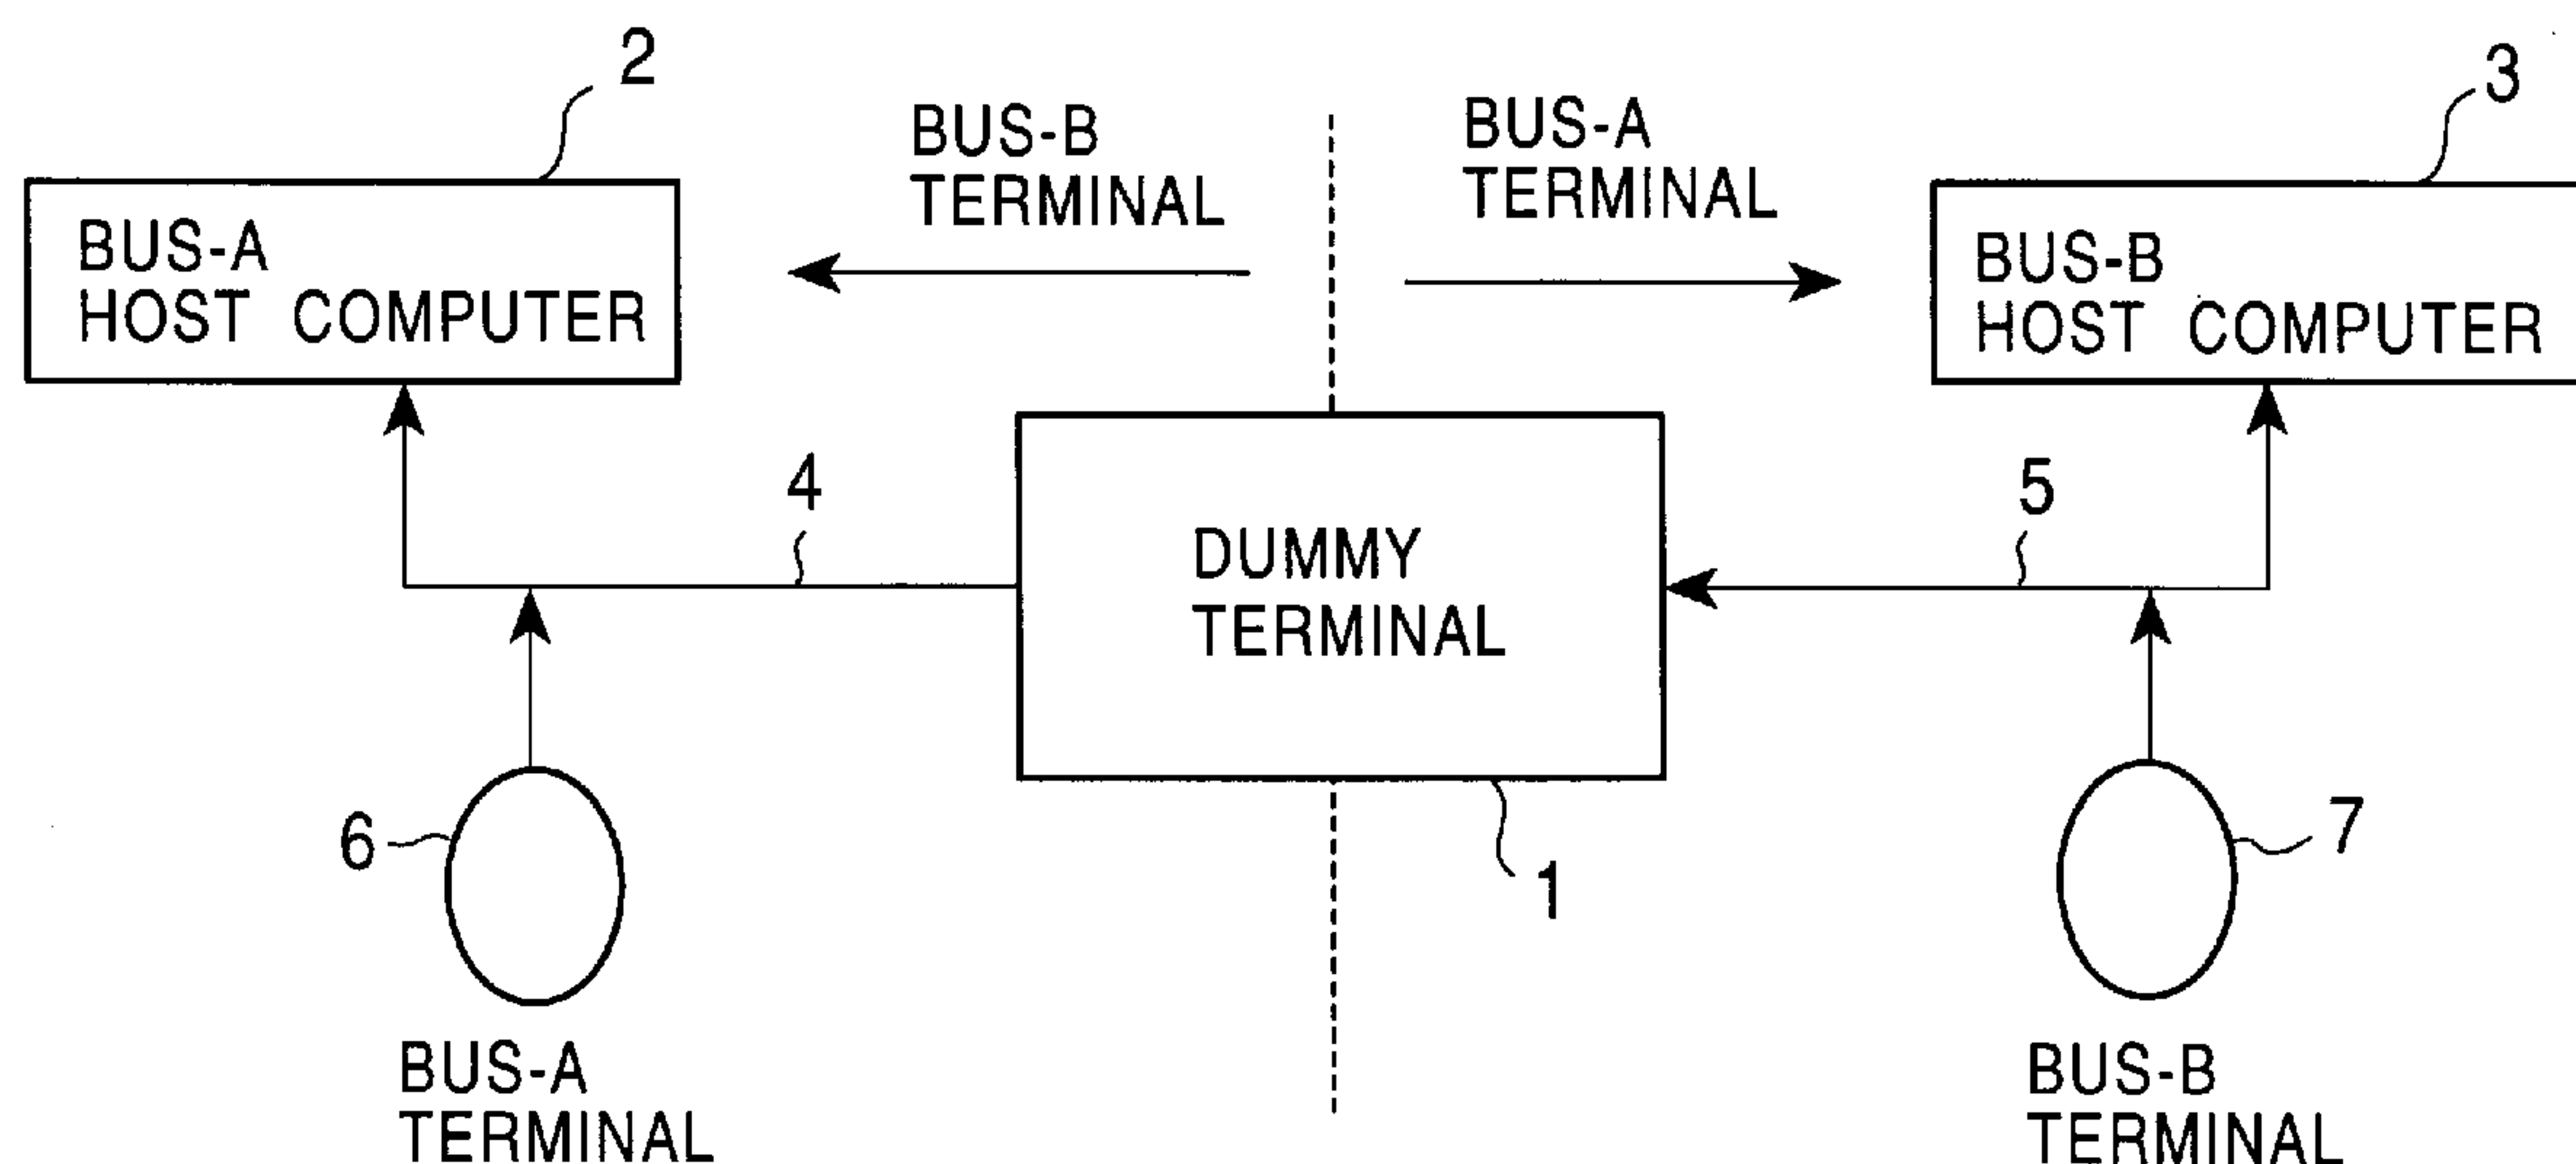 2
3
BUS-B
TERMINAL
BUS-A
TERMINAL
BUS-A
HOST COMPUTER
BUS-B
HOST COMPUTER
4
5
DUMMY
TERMINAL
6
7
1
BUS-A
TERMINAL
BUS-B
TERMINAL